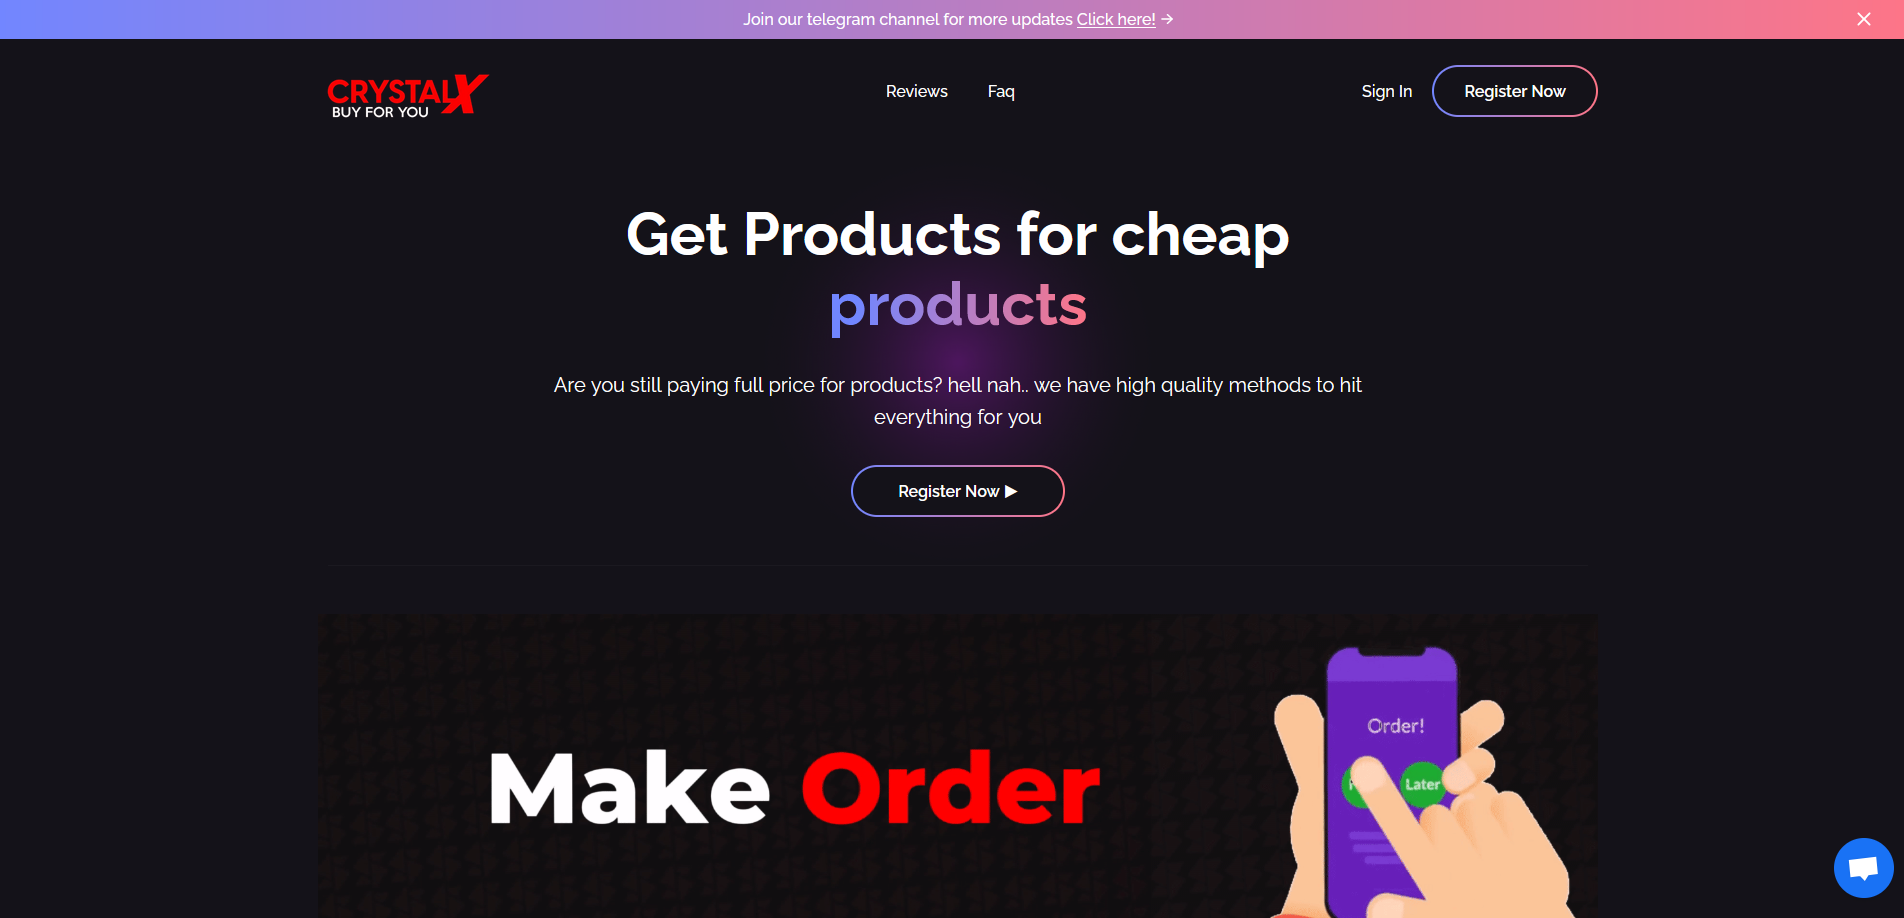 Join our telegram channel for more updates Click here! →
CRYSTALX
BUY FOR YOU
Reviews
Faq
Sign In
Register Now
Get Products for cheap
products
Are you still paying full price for products? hell nah.. we have high quality methods to hit
everything for you
Register Now ▶
Make Order
Order!
Later